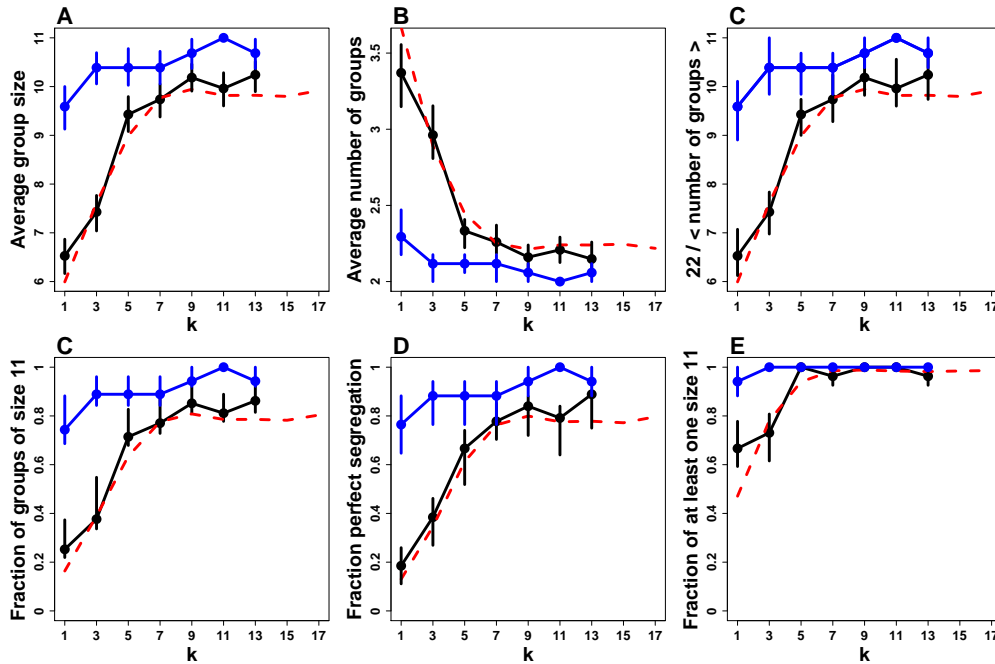 A
Average group size
6 7 8 9 10 11
1 3 5 7 9 11 13 15 17
k
B
Average number of groups
2 2.5 3 3.5
1 3 5 7 9 11 13 15 17
k
C
22 / < number of groups >
6 7 8 9 10 11
1 3 5 7 9 11 13 15 17
k
C
Fraction of groups of size 11
0 0.2 0.4 0.6 0.8 1
1 3 5 7 9 11 13 15 17
k
D
Fraction perfect segregation
0 0.2 0.4 0.6 0.8 1
1 3 5 7 9 11 13 15 17
k
E
Fraction of at least one size 11
0 0.2 0.4 0.6 0.8 1
1 3 5 7 9 11 13 15 17
k